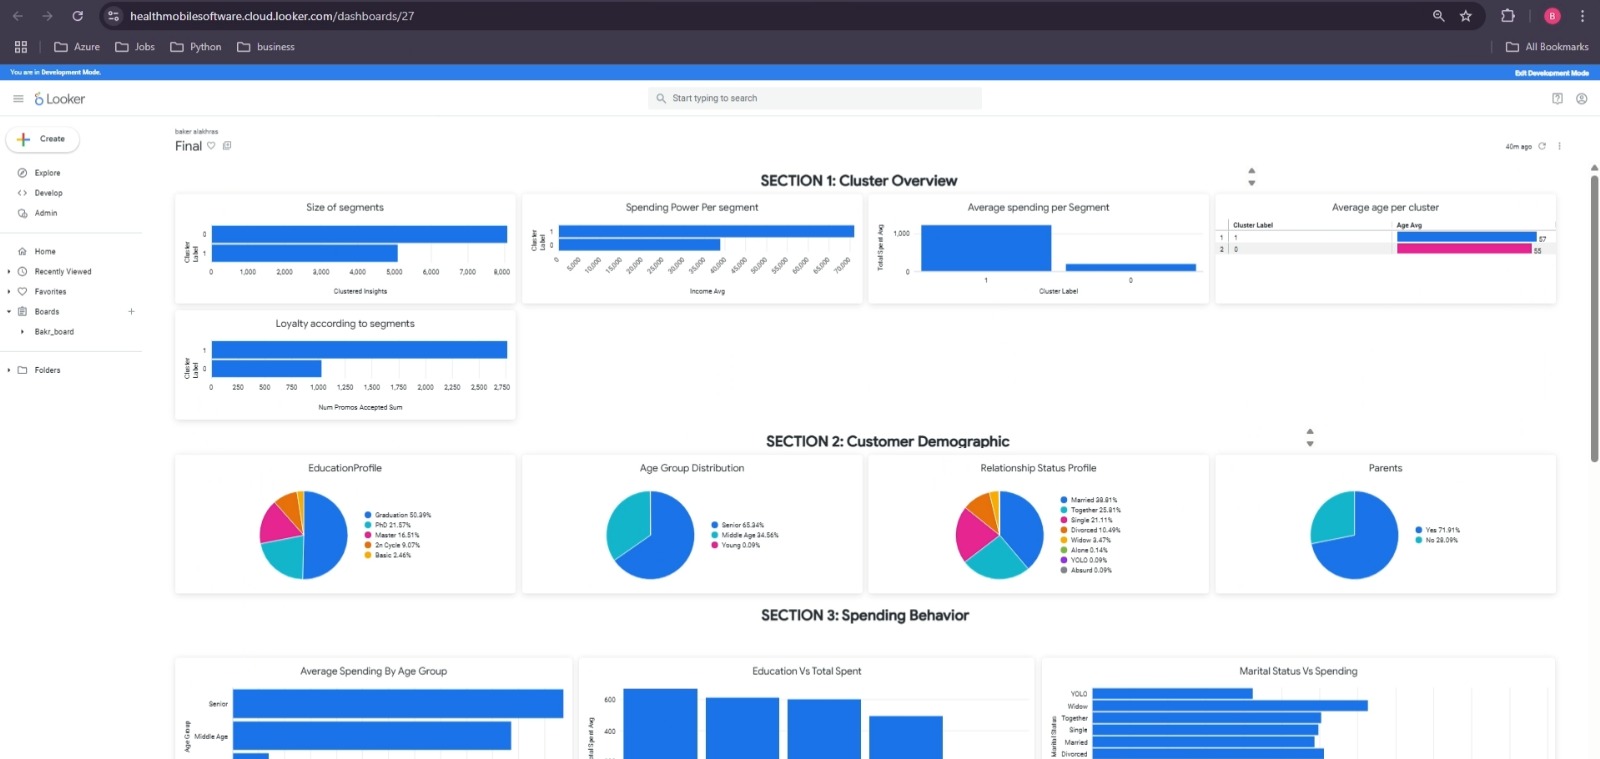 healthmobilesoftware.cloud.looker.com/dashboards/27
B
Azure
Jobs
Python
business
All Bookmarks
You are in Development Mode.
Exit Development Mode
Looker
Start typing to search
Create
Explore
Develop
Admin
Home
Recently Viewed
Favorites
Boards
Bakr_board
Folders
baker alakhras
Final
40m ago
SECTION 1: Cluster Overview
Size of segments
Cluster Label
0
1
0 1,000 2,000 3,000 4,000 5,000 6,000 7,000 8,000
Clustered Insights
Spending Power Per segment
Cluster Label
1
0
0 5,000 10,000 15,000 20,000 25,000 30,000 35,000 40,000 45,000 50,000 55,000 60,000 65,000 70,000
Income Avg
Average spending per Segment
Total Spent Avg
1,000
0
1 0
Cluster Label
Average age per cluster
Cluster Label Age Avg
1 1 57
2 0 55
Loyalty according to segments
Cluster Label
1
0
0 250 500 750 1,000 1,250 1,500 1,750 2,000 2,250 2,500 2,750
Num Promos Accepted Sum
SECTION 2: Customer Demographic
EducationProfile
Graduation 50.39%
PhD 21.57%
Master 16.51%
2n Cycle 9.07%
Basic 2.46%
Age Group Distribution
Senior 65.34%
Middle Age 34.56%
Young 0.09%
Relationship Status Profile
Married 38.81%
Together 25.81%
Single 21.11%
Divorced 10.49%
Widow 3.47%
Alone 0.14%
YOLO 0.09%
Absurd 0.09%
Parents
Yes 71.91%
No 28.09%
SECTION 3: Spending Behavior
Average Spending By Age Group
Age Group
Senior
Middle Age
Education Vs Total Spent
Total Spent Avg
600
400
Marital Status Vs Spending
Marital Status
YOLO
Widow
Together
Single
Married
Divorced